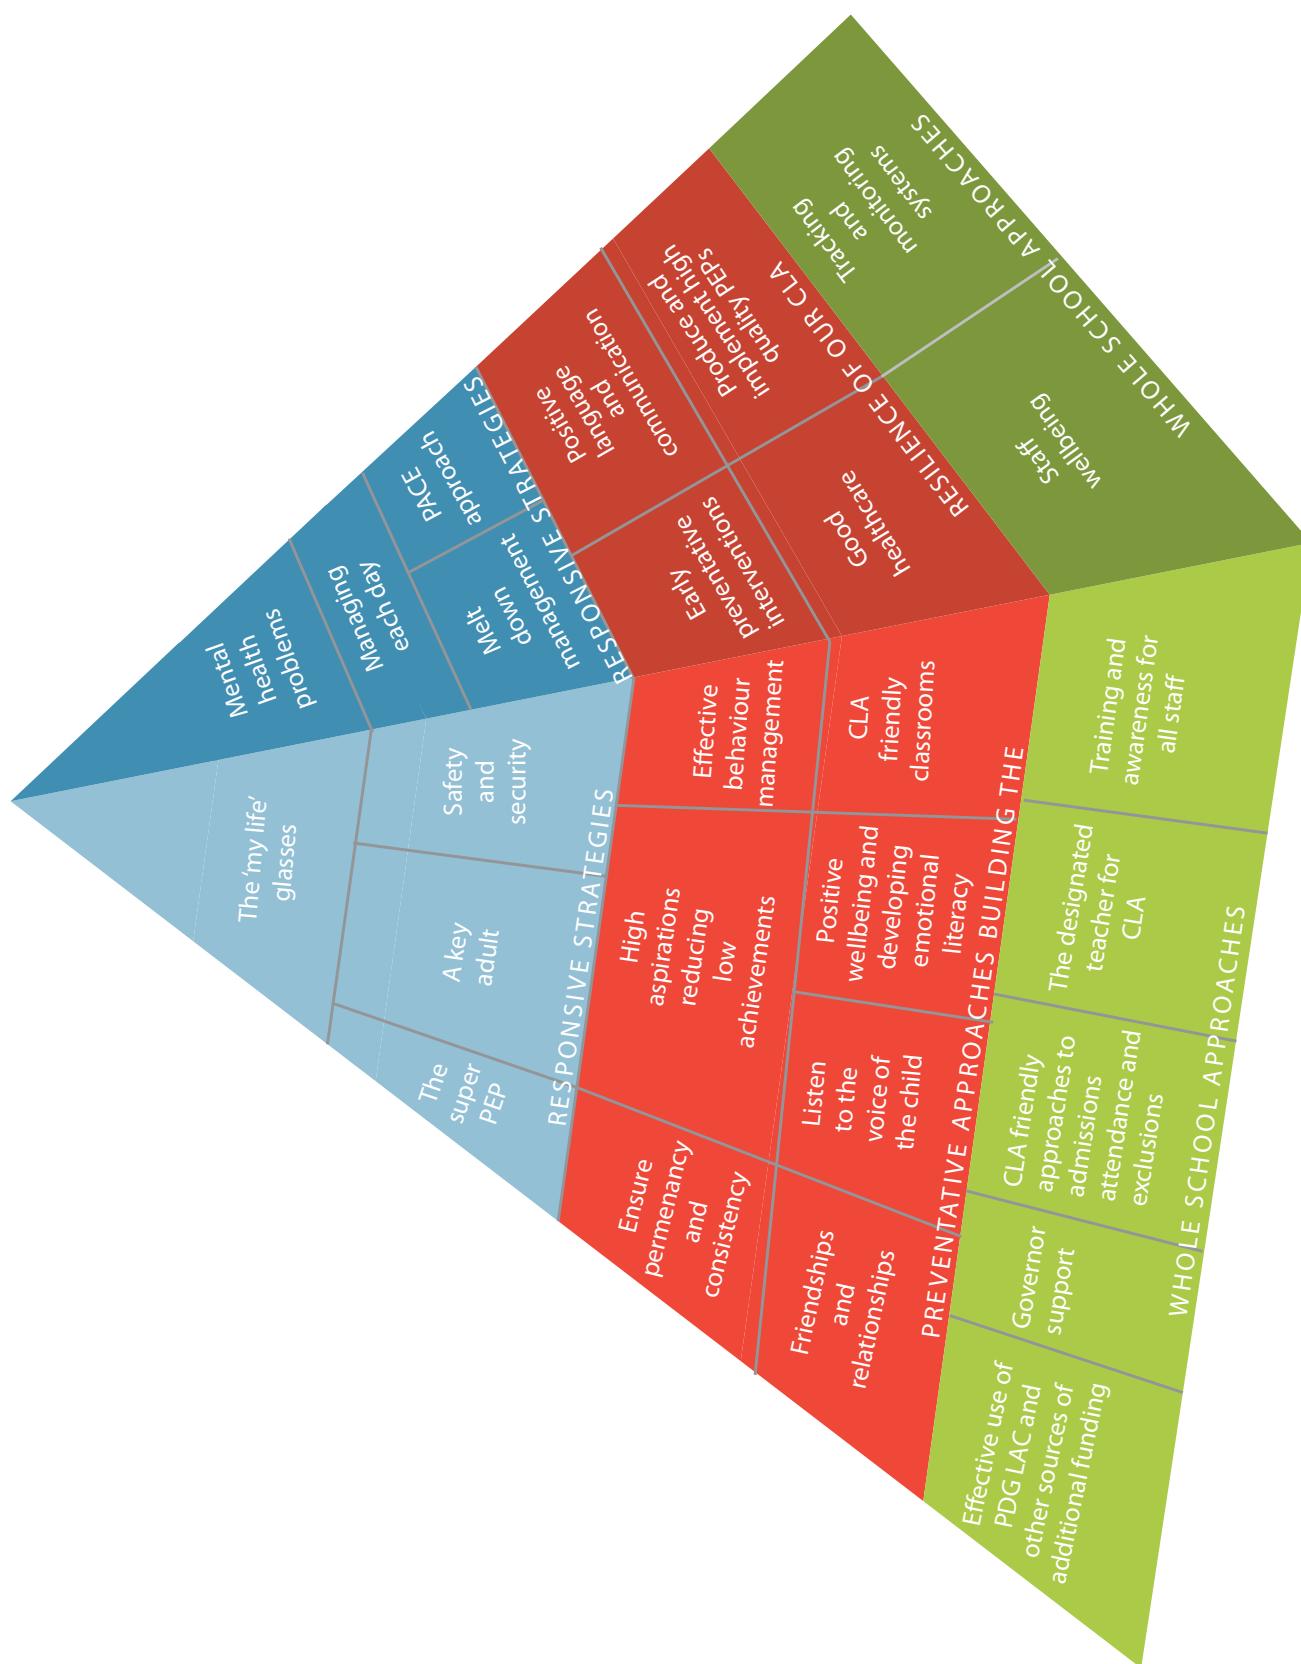 The ‘my life’
glasses
Mental
health
problems
Managing
each day
The
super
PEP
A key
adult
Safety
and
security
Melt
down
management
PACE
approach
RESPONSIVE STRATEGIES
RESPONSIVE STRATEGIES
Ensure
permenancy
and
consistency
High
aspirations
reducing
low
achievements
Effective
behaviour
management
Early
preventative
interventions
Positive
language
and
communication
Friendships
and
relationships
Listen
to the
voice of
the child
Positive
wellbeing and
developing
emotional
literacy
CLA
friendly
classrooms
Good
healthcare
Produce and
implement high
quality PEPs
PREVENTATIVE APPROACHES BUILDING THE
RESILIENCE OF OUR CLA
Effective use of
PDG LAC and
other sources of
additional funding
Governor
support
CLA friendly
approaches to
admissions
attendance and
exclusions
The designated
teacher for
CLA
Training and
awareness for
all staff
Staff
wellbeing
Tracking
and
monitoring
systems
WHOLE SCHOOL APPROACHES
WHOLE SCHOOL APPROACHES